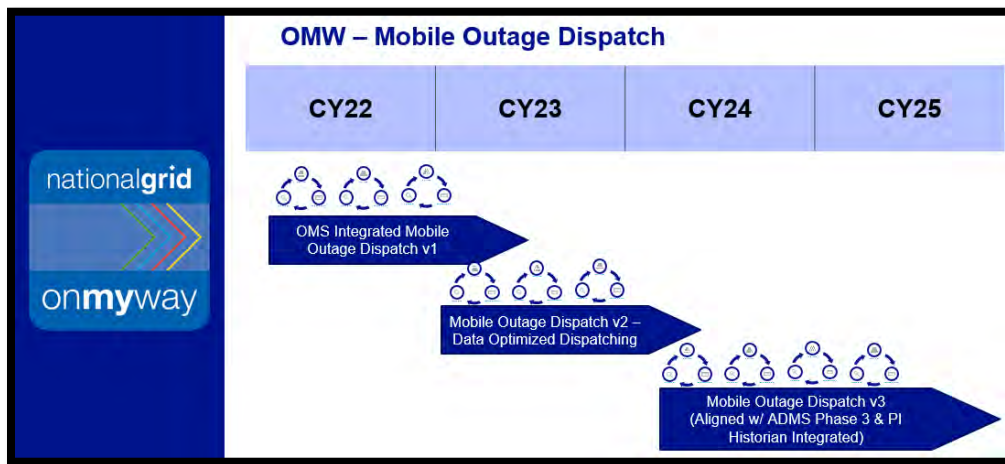 OMW – Mobile Outage Dispatch
CY22
CY23
CY24
CY25
nationalgrid
onmyway
OMS Integrated Mobile
Outage Dispatch v1
Mobile Outage Dispatch v2 –
Data Optimized Dispatching
Mobile Outage Dispatch v3
(Aligned w/ ADMS Phase 3 & PI
Historian Integrated)